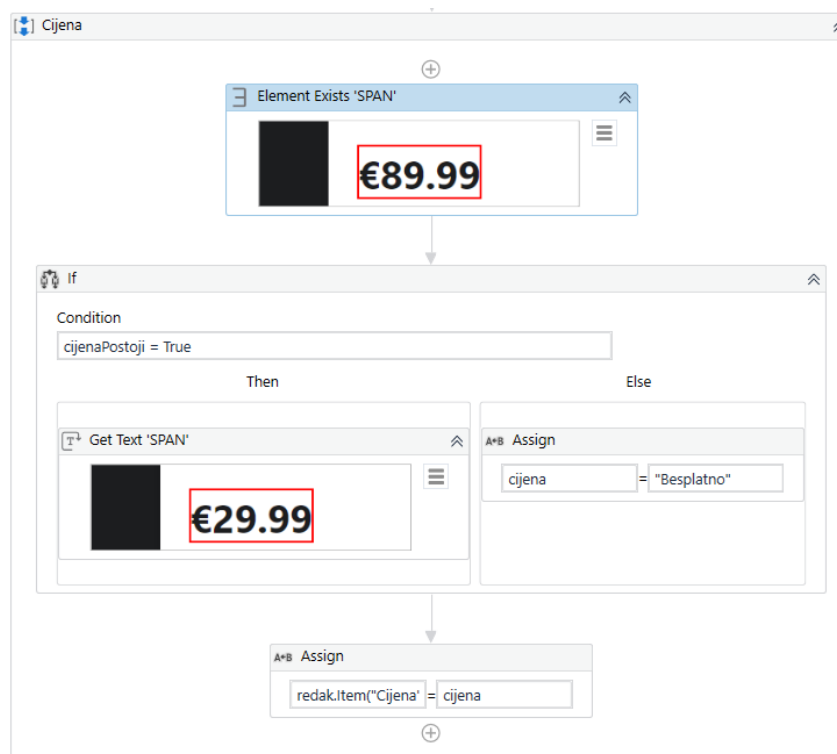 Cijena
Element Exists 'SPAN'
€89.99
If
Condition
cijenaPostoji = True
Then
Else
Get Text 'SPAN'
€29.99
A+B Assign
cijena = "Besplatno"
A+B Assign
redak.Item("Cijena' = cijena